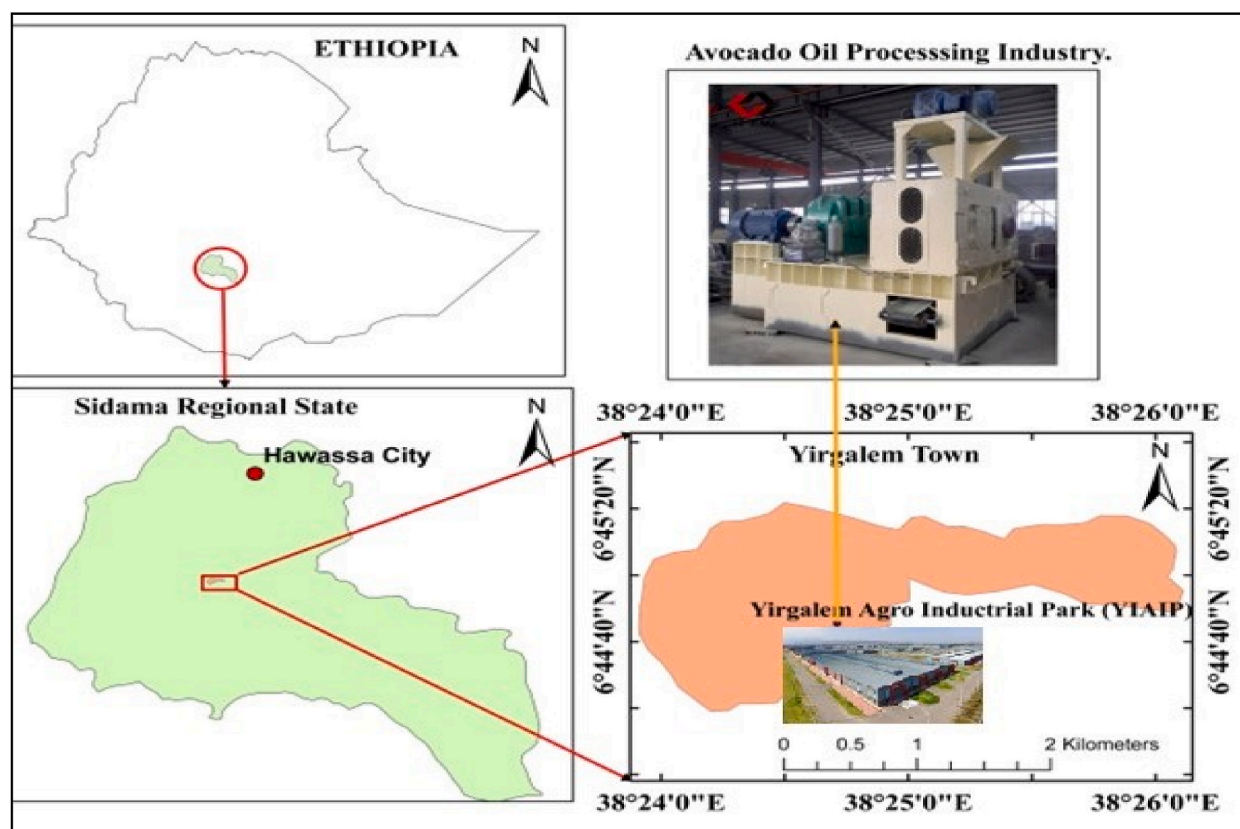 ETHIOPIA
N
Avocado Oil Processsing Industry.
Sidama Regional State
N
Hawassa City
38°24'0"E 38°25'0"E 38°26'0"E
Yirgalem Town
N
6°45'20"N
6°45'20"N
Yirgalem Agro Inductrial Park (YIAIP)
6°44'40"N
6°44'40"N
0 0.5 1 2 Kilometers
38°24'0"E 38°25'0"E 38°26'0"E